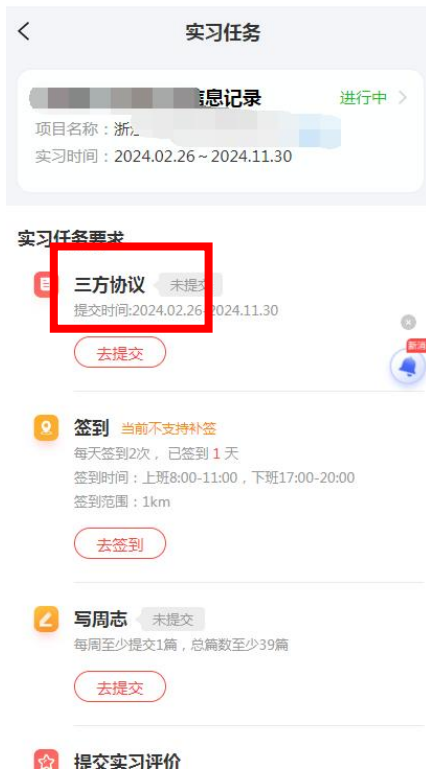 实习任务
息记录
进行中
项目名称：浙江
实习时间：2024.02.26～2024.11.30
实习任务要求
三方协议 未提交
提交时间:2024.02.26-2024.11.30
去提交
签到 当前不支持补签
每天签到2次，已签到 1 天
签到时间：上班8:00-11:00，下班17:00-20:00
签到范围：1km
去签到
写周志 未提交
每周至少提交1篇，总篇数至少39篇
去提交
提交实习评价